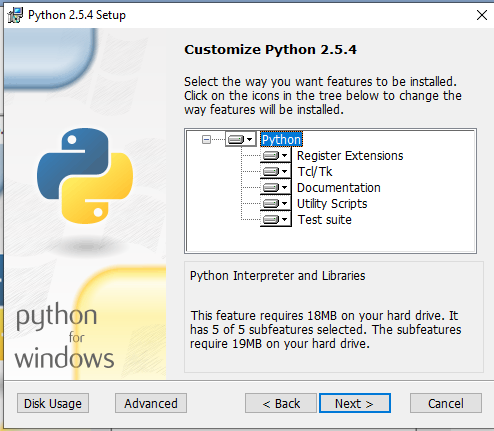 Python 2.5.4 Setup
Customize Python 2.5.4
Select the way you want features to be installed.
Click on the icons in the tree below to change the
way features will be installed.
Python
Register Extensions
Tcl/Tk
Documentation
Utility Scripts
Test suite
Python Interpreter and Libraries
This feature requires 18MB on your hard drive. It
has 5 of 5 subfeatures selected. The subfeatures
require 19MB on your hard drive.
python
for
windows
Disk Usage
Advanced
< Back
Next >
Cancel